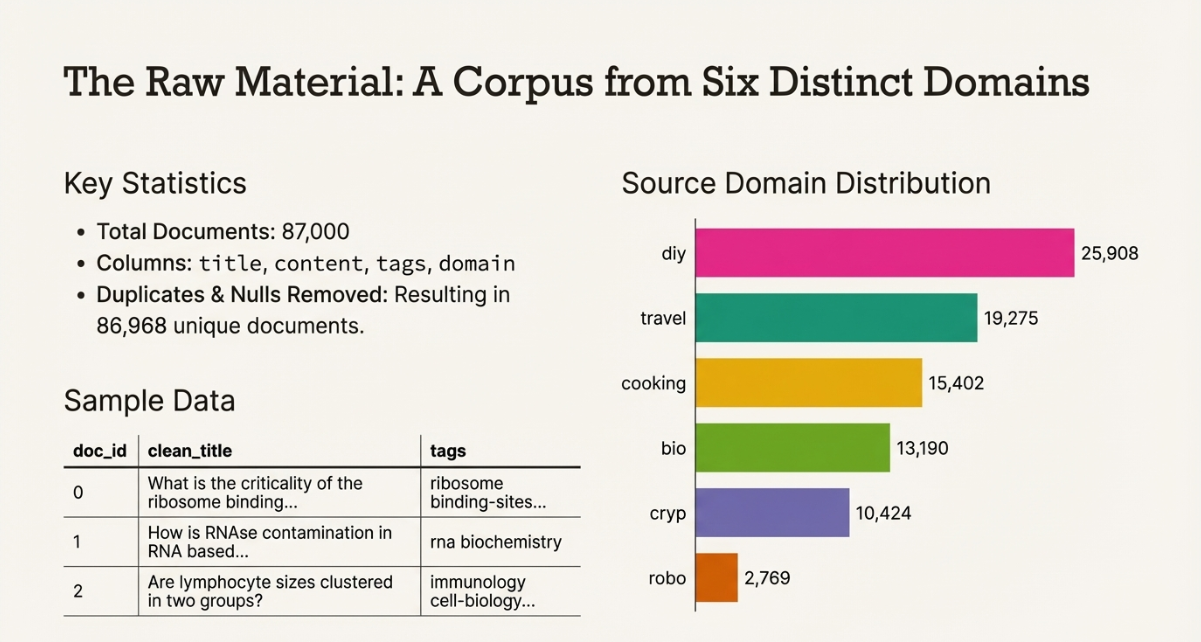 The Raw Material: A Corpus from Six Distinct Domains
Key Statistics
• Total Documents: 87,000
• Columns: title, content, tags, domain
• Duplicates & Nulls Removed: Resulting in
86,968 unique documents.
Sample Data
doc_id clean_title tags
0
What is the criticality of the
ribosome binding...
ribosome
binding-sites...
1
How is RNAse contamination in
RNA based...
rna biochemistry
2
Are lymphocyte sizes clustered
in two groups?
immunology
cell-biology...
Source Domain Distribution
diy 25,908
travel 19,275
cooking 15,402
bio 13,190
cryp 10,424
robo 2,769